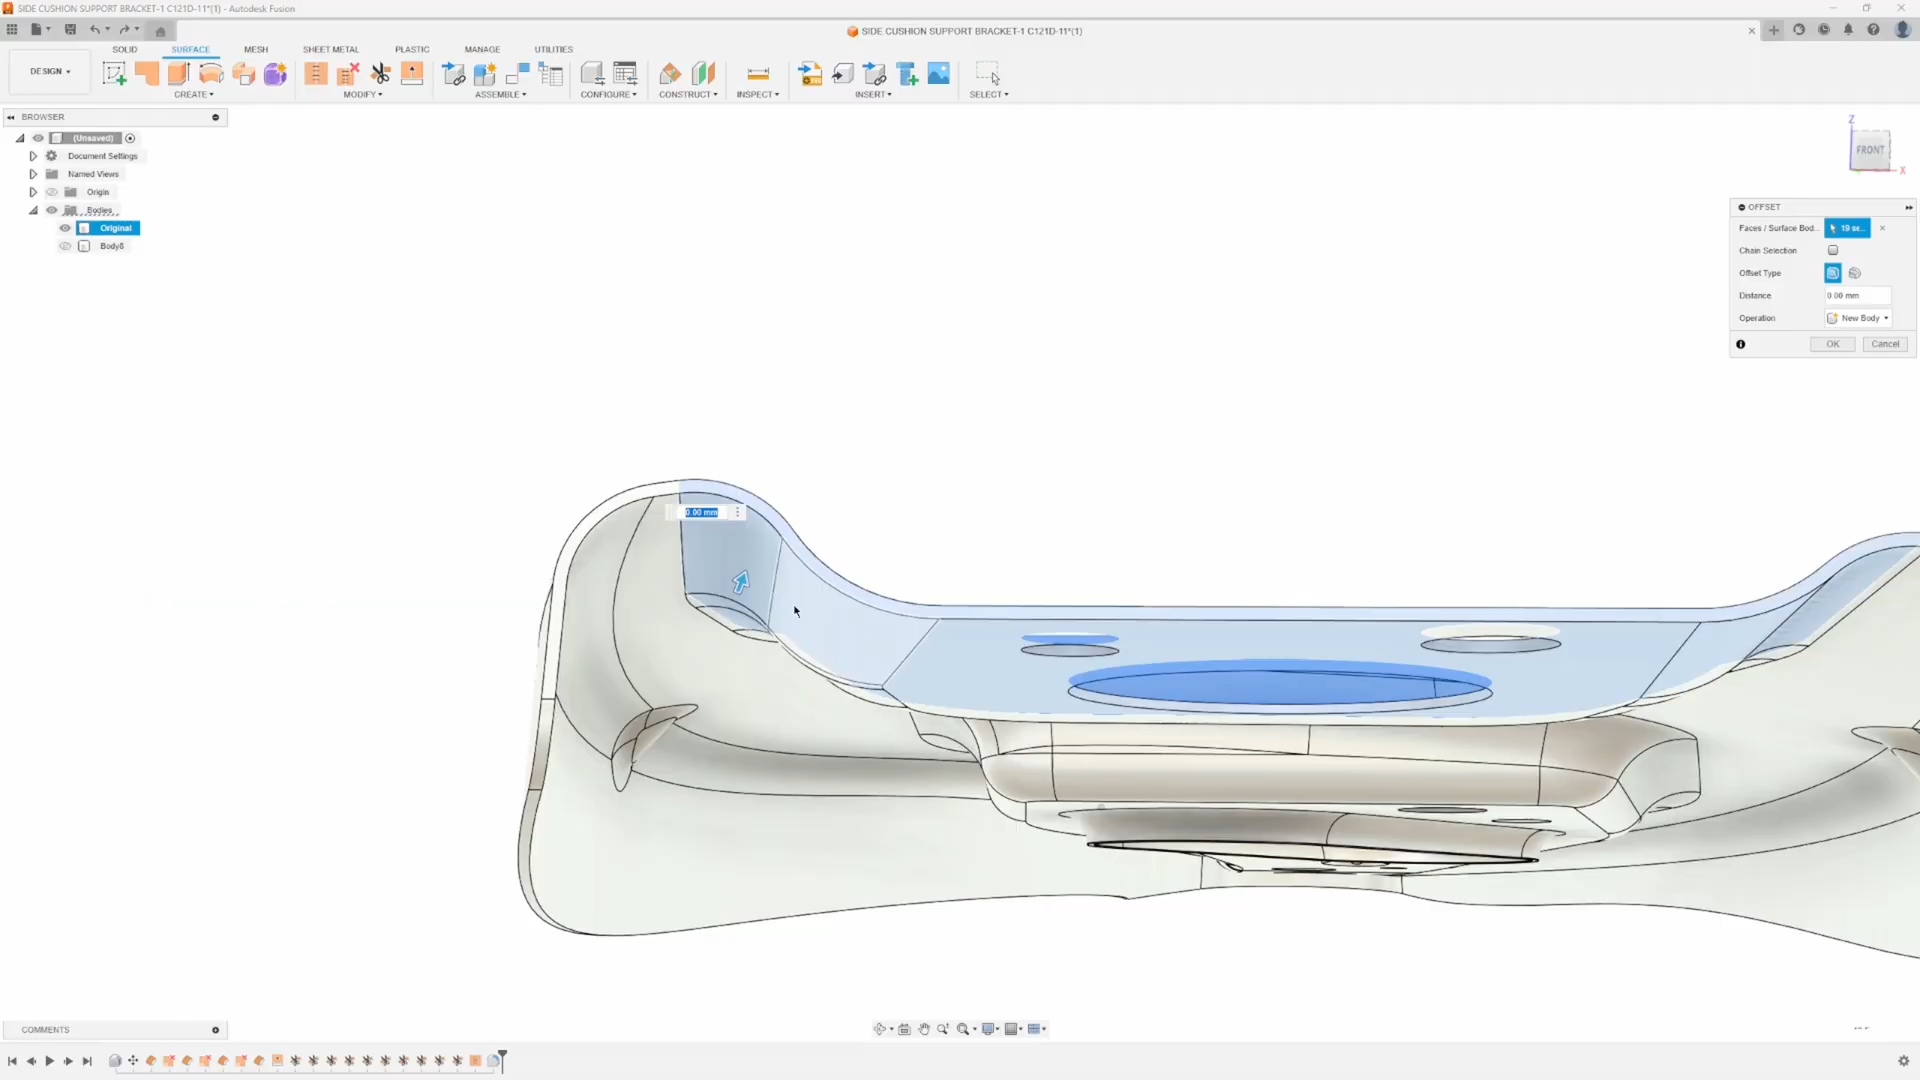 SIDE CUSHION SUPPORT BRACKET-1 C121D-11*(1) - Autodesk Fusion
SIDE CUSHION SUPPORT BRACKET-1 C121D-11*(1)
SOLID SURFACE MESH SHEET METAL PLASTIC MANAGE UTILITIES
DESIGN
CREATE MODIFY ASSEMBLE CONFIGURE CONSTRUCT INSPECT INSERT SELECT
BROWSER
(Unsaved)
Document Settings
Named Views
Origin
Bodies
Original
Body8
Z
FRONT
X
OFFSET
Faces / Surface Bod... 19 se...
Chain Selection
Offset Type
Distance 0.00 mm
Operation New Body
OK Cancel
0.00 mm
COMMENTS